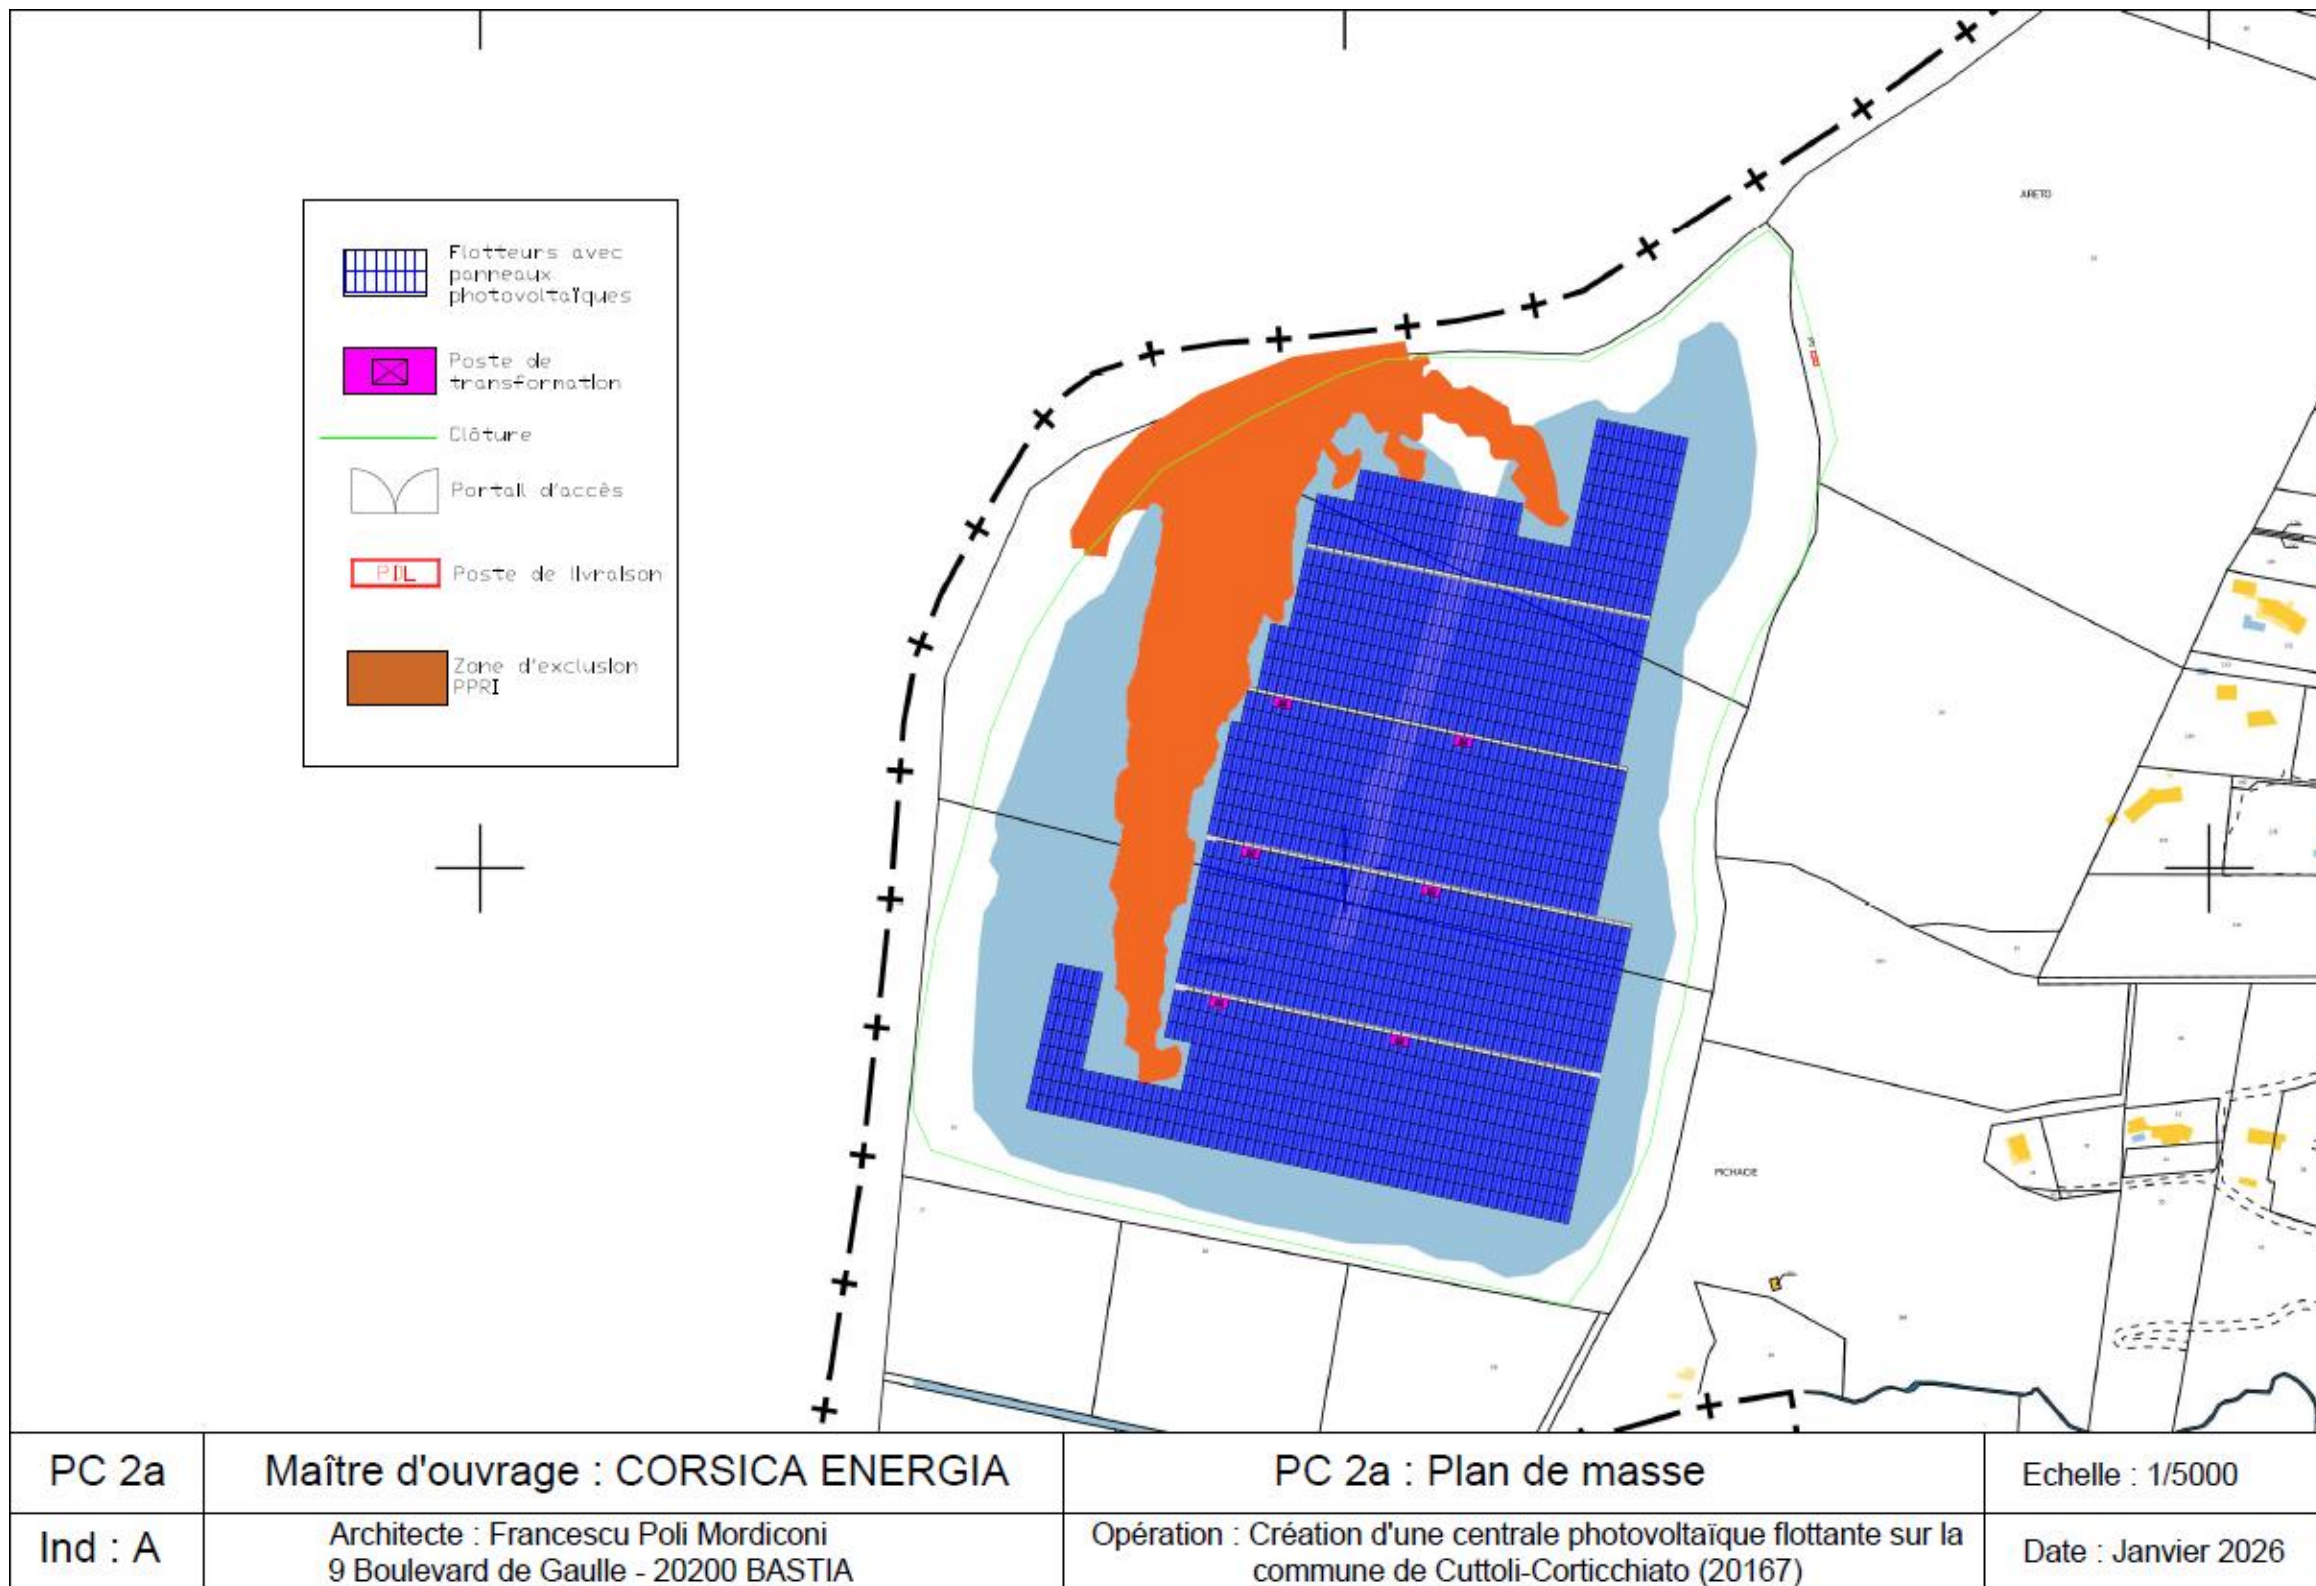 Flotteurs avec
panneaux
photovoltaïques
Poste de
transformation
Clôture
Portail d'accès
PDL
Poste de livraison
Zone d'exclusion
PPRI
ARETO
PICHADE
PC 2a
Maître d'ouvrage : CORSICA ENERGIA
PC 2a : Plan de masse
Echelle : 1/5000
Ind : A
Architecte : Francescu Poli Mordiconi
9 Boulevard de Gaulle - 20200 BASTIA
Opération : Création d'une centrale photovoltaïque flottante sur la
commune de Cuttoli-Corticchiato (20167)
Date : Janvier 2026